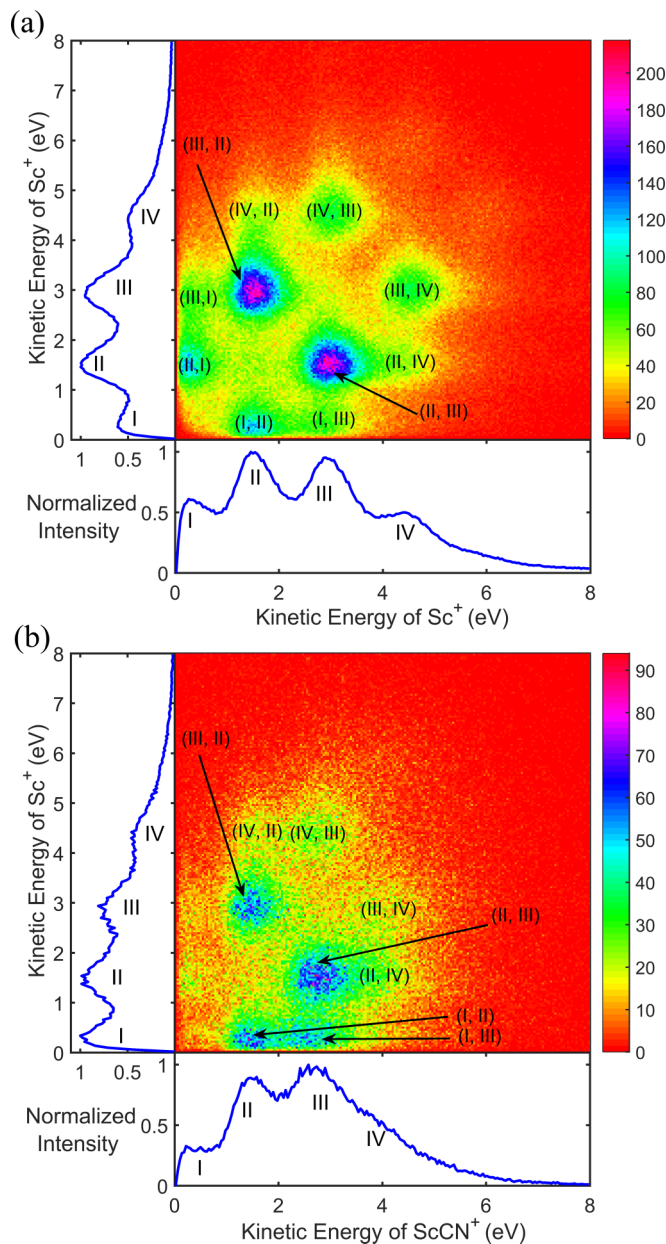 (a)
8
7
6
5
4
3
2
1
0
Kinetic Energy of Sc+ (eV)
IV
III
II
I
1
0.5
(III, II)
(IV, II)
(IV, III)
(III,I)
(III, IV)
(II,I)
(II, IV)
(I, II)
(I, III)
(II, III)
200
180
160
140
120
100
80
60
40
20
0
Normalized
Intensity
1
0.5
0
I
II
III
IV
0
2
4
6
8
Kinetic Energy of Sc+ (eV)
(b)
8
7
6
5
4
3
2
1
0
Kinetic Energy of Sc+ (eV)
IV
III
II
I
1
0.5
(III, II)
(IV, II)
(IV, III)
(III, IV)
(II, III)
(II, IV)
(I, II)
(I, III)
90
80
70
60
50
40
30
20
10
0
Normalized
Intensity
1
0.5
0
I
II
III
IV
0
2
4
6
8
Kinetic Energy of ScCN+ (eV)